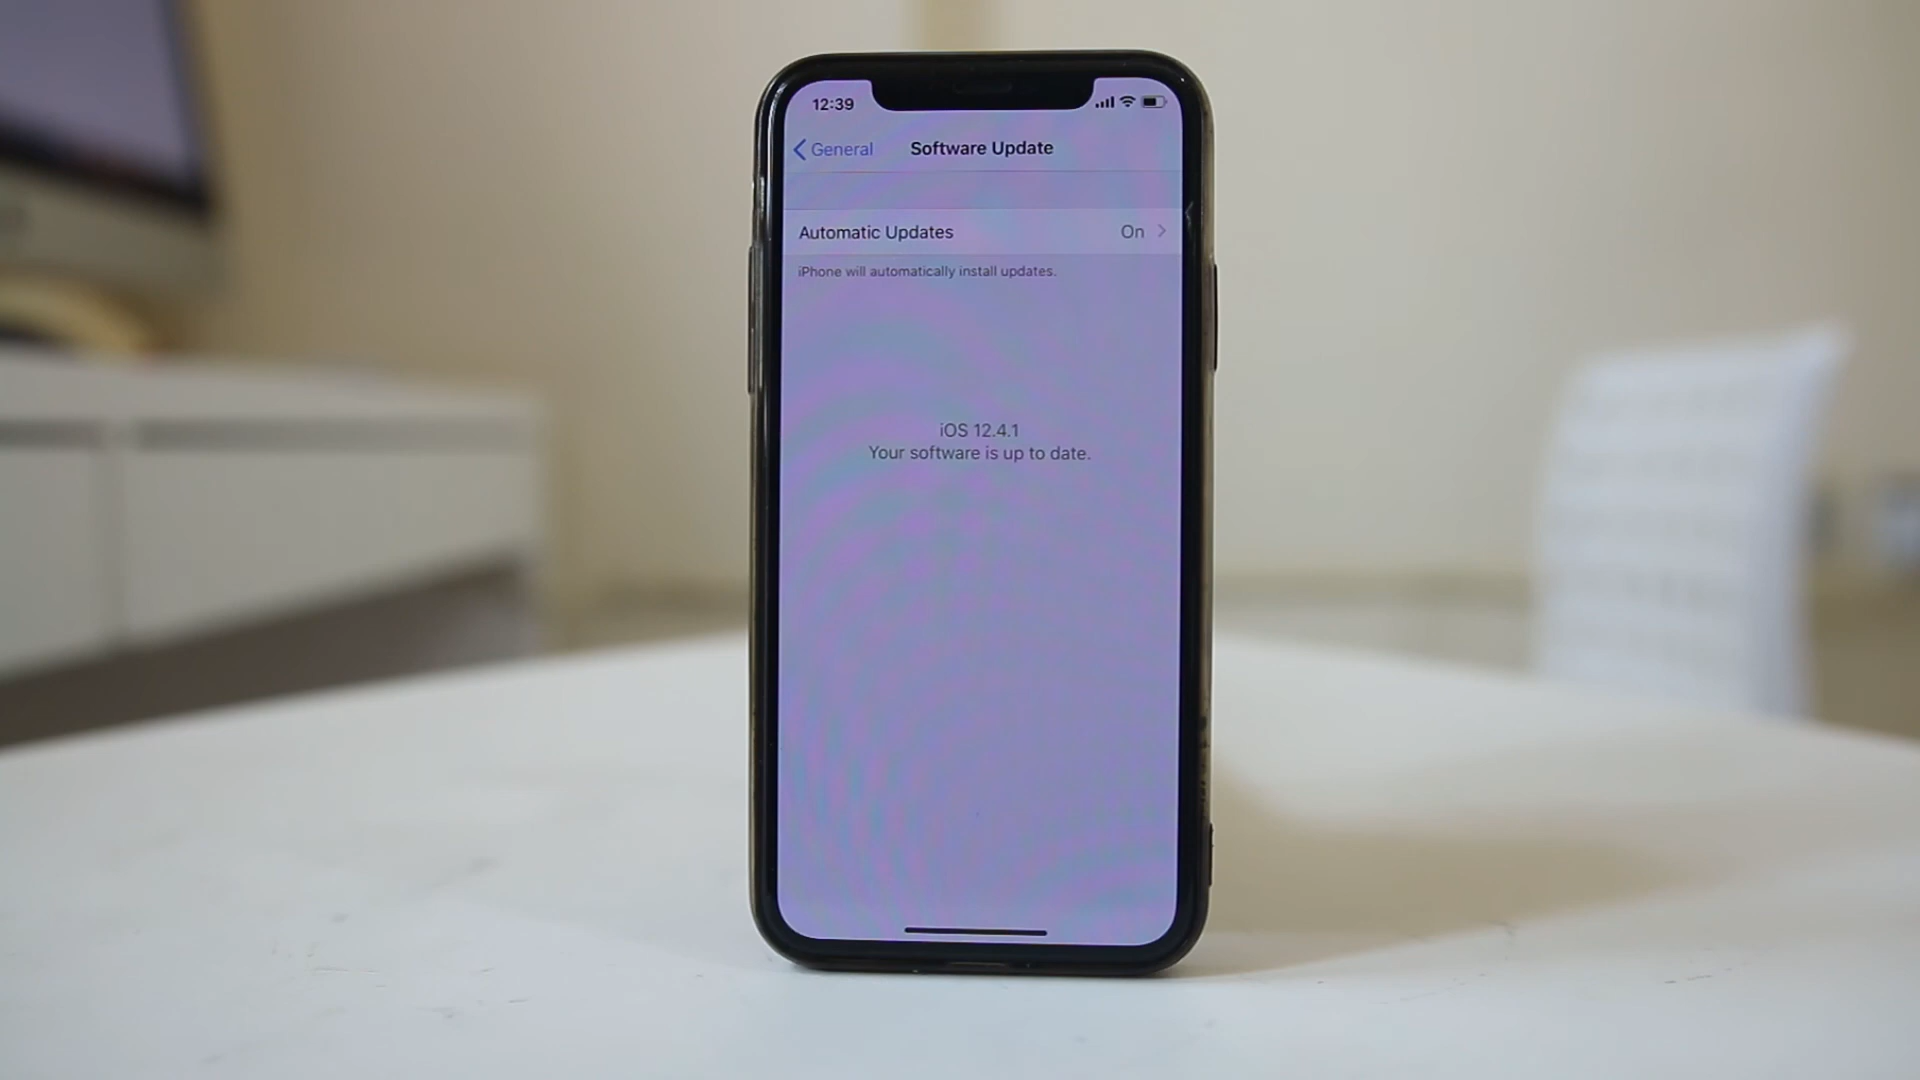 12:39
General
Software Update
Automatic Updates On
iPhone will automatically install updates.
iOS 12.4.1
Your software is up to date.